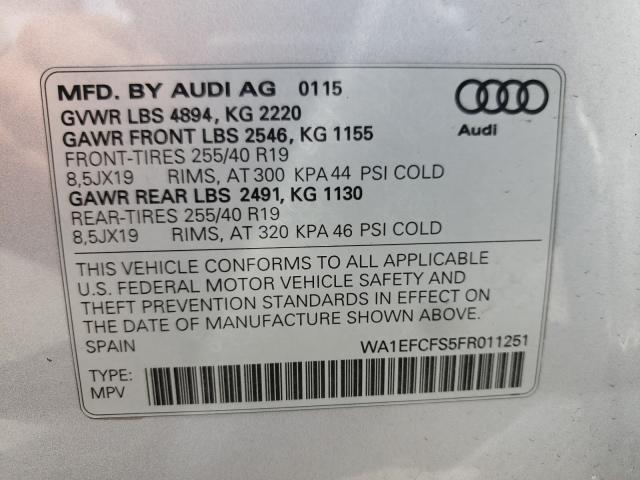 MFD. BY AUDI AG 0115
GVWR LBS 4894, KG 2220
GAWR FRONT LBS 2546, KG 1155
FRONT-TIRES 255/40 R19
8,5JX19 RIMS, AT 300 KPA 44 PSI COLD
GAWR REAR LBS 2491, KG 1130
REAR-TIRES 255/40 R19
8,5JX19 RIMS, AT 320 KPA 46 PSI COLD
Audi
THIS VEHICLE CONFORMS TO ALL APPLICABLE
U.S. FEDERAL MOTOR VEHICLE SAFETY AND
THEFT PREVENTION STANDARDS IN EFFECT ON
THE DATE OF MANUFACTURE SHOWN ABOVE.
SPAIN WA1EFCFS5FR011251
TYPE:
MPV